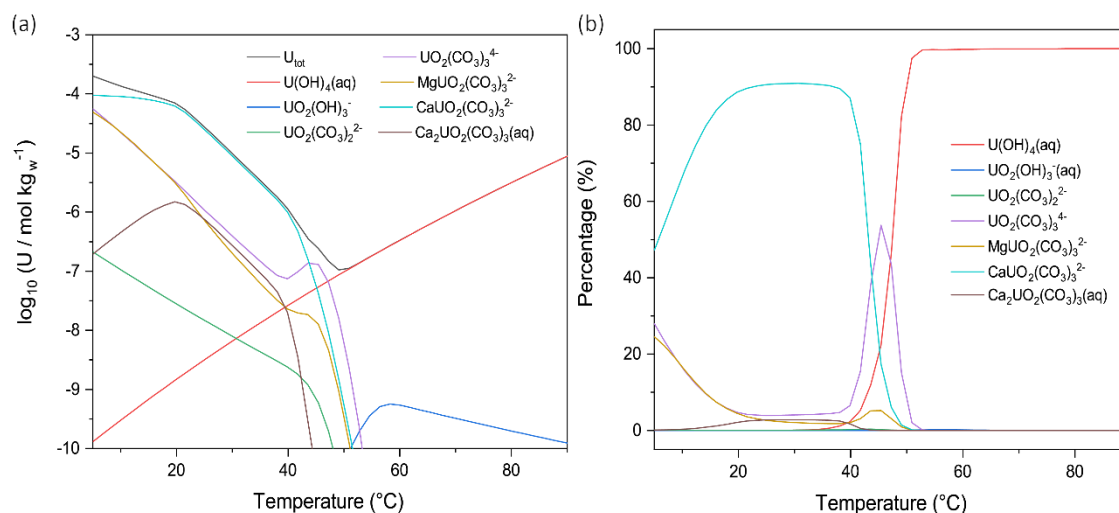 (a)
-3
-4
-5
-6
-7
-8
-9
-10
log₁₀ (U / mol kg_w⁻¹)
U_tot
U(OH)₄(aq)
UO₂(OH)₃⁻
UO₂(CO₃)₂²⁻
UO₂(CO₃)₃⁴⁻
MgUO₂(CO₃)₃²⁻
CaUO₂(CO₃)₃²⁻
Ca₂UO₂(CO₃)₃(aq)
20 40 60 80
Temperature (°C)
(b)
100
80
60
40
20
0
Percentage (%)
U(OH)₄(aq)
UO₂(OH)₃⁻(aq)
UO₂(CO₃)₂²⁻
UO₂(CO₃)₃⁴⁻
MgUO₂(CO₃)₃²⁻
CaUO₂(CO₃)₃²⁻
Ca₂UO₂(CO₃)₃(aq)
20 40 60 80
Temperature (°C)